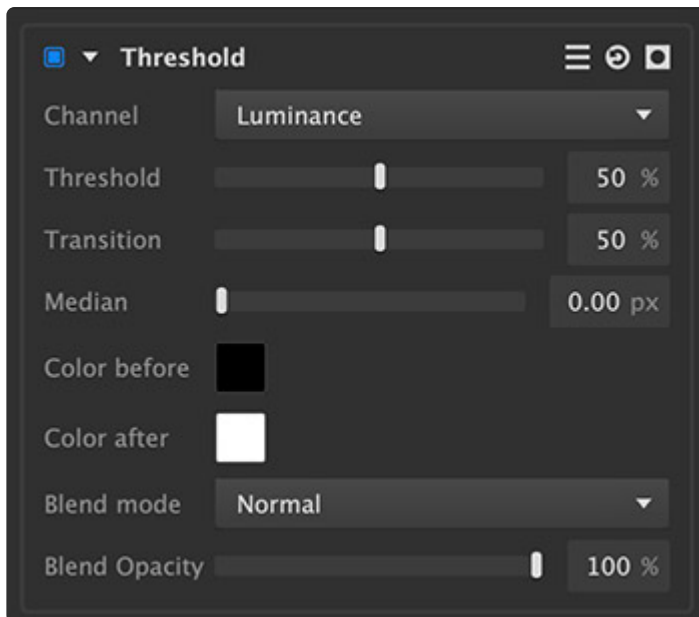 Threshold
Channel Luminance
Threshold 50 %
Transition 50 %
Median 0.00 px
Color before
Color after
Blend mode Normal
Blend Opacity 100 %